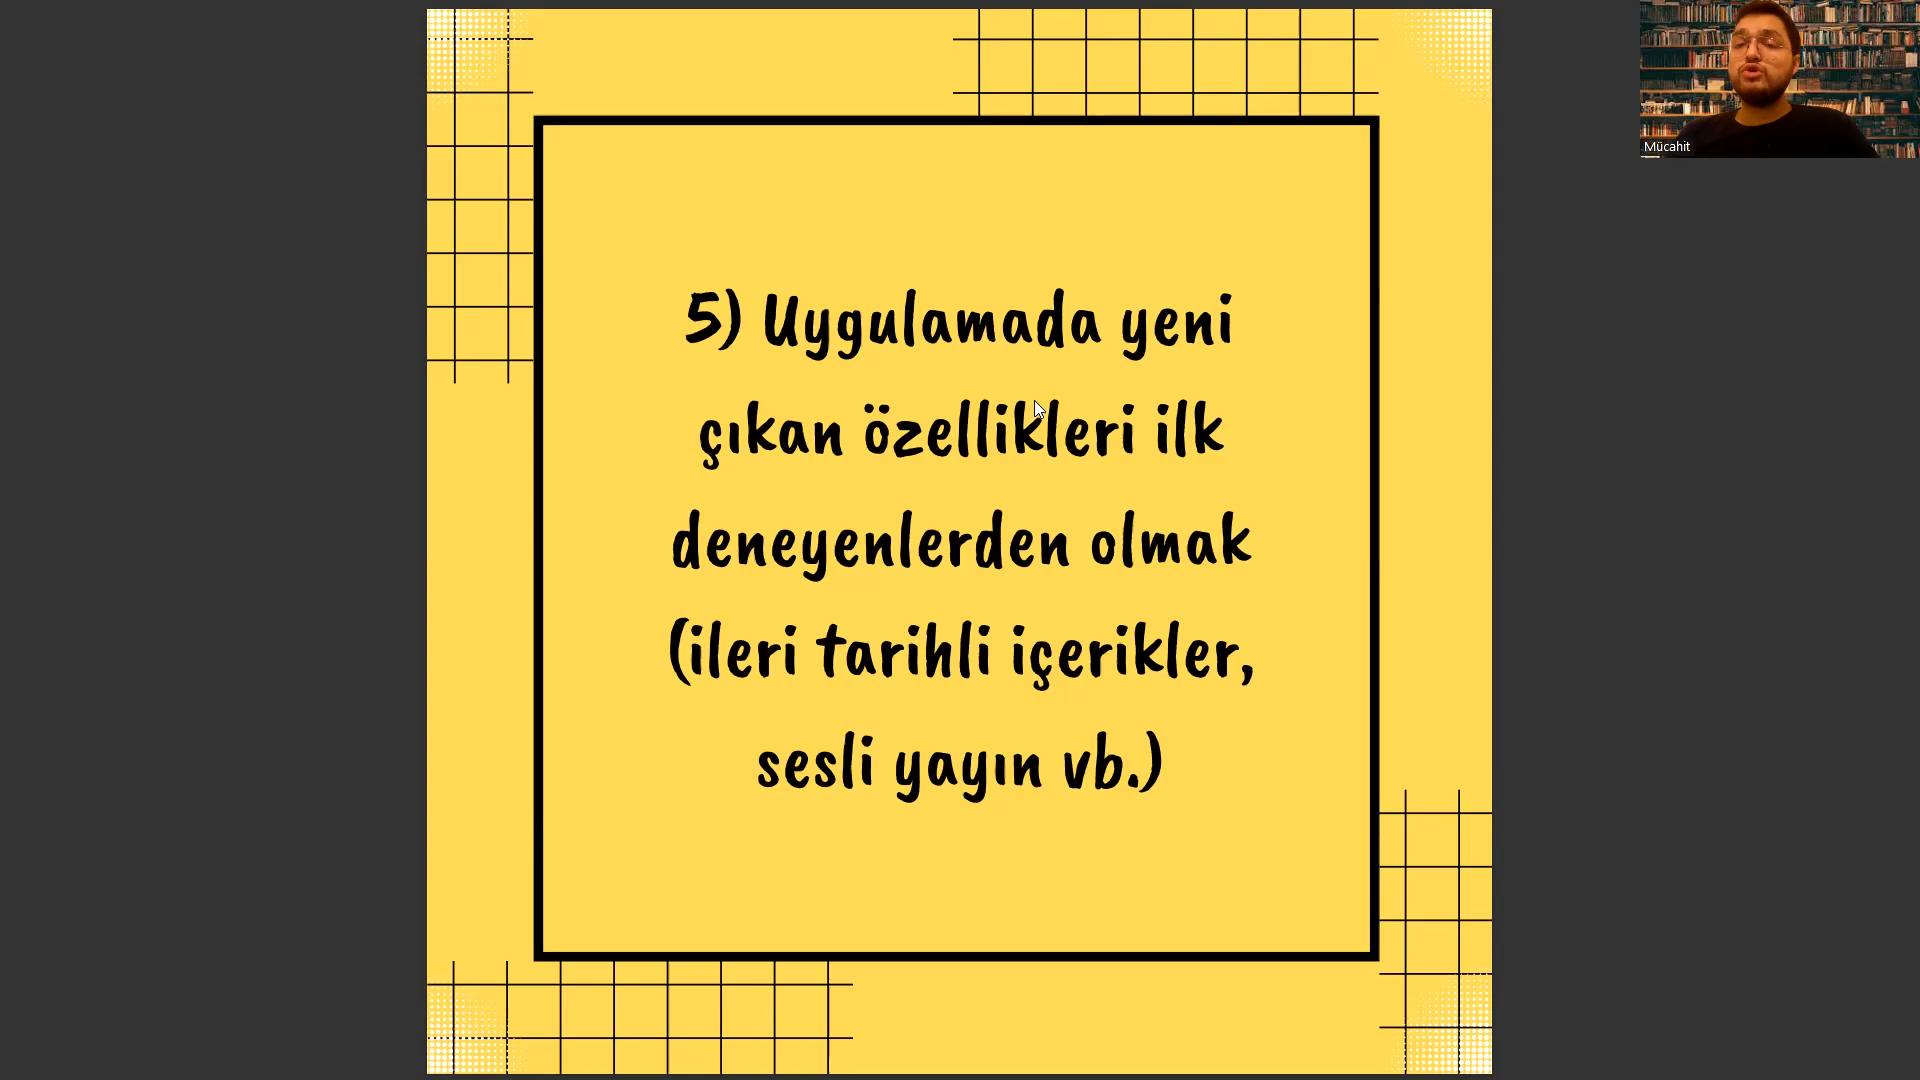 5) Uygulamada yeni
çıkan özellikleri ilk
deneyenlerden olmak
(ileri tarihli içerikler,
sesli yayın vb.)
Mücahit